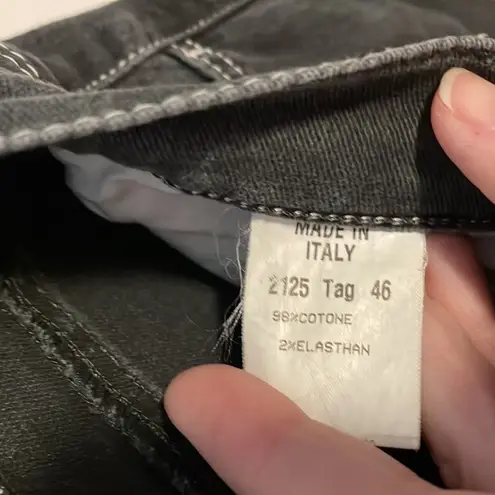 MADE IN
ITALY
2125 Tag 46
98%COTONE
2%ELASTHAN